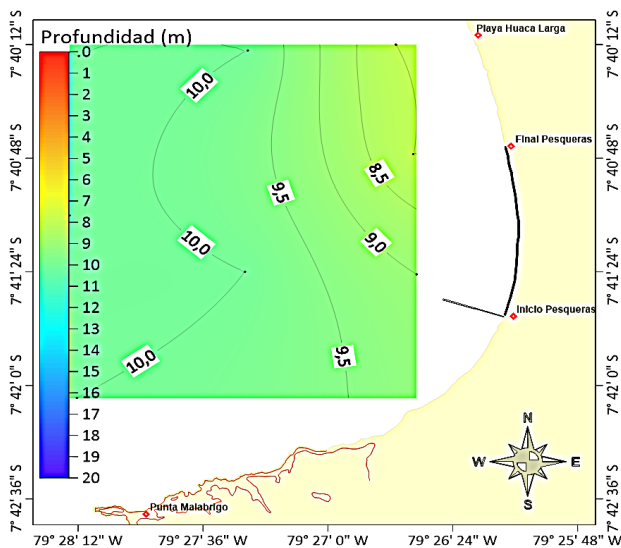 Profundidad (m)
0
1
2
3
4
5
6
7
8
9
10
11
12
13
14
15
16
17
18
19
20
7° 40' 12" S
7° 40' 48" S
7° 41' 24" S
7° 42' 0" S
7° 42' 36" S
7° 40' 12" S
7° 40' 48" S
7° 41' 24" S
7° 42' 0" S
7° 42' 36" S
10,0
9,5
8,5
10,0
9,0
10,0
9,5
Playa Huaca Larga
Final Pesqueras
Inicio Pesqueras
Punta Malabrigo
N
W E
S
79° 28' 12" W
79° 27' 36" W
79° 27' 0" W
79° 26' 24" W
79° 25' 48" W